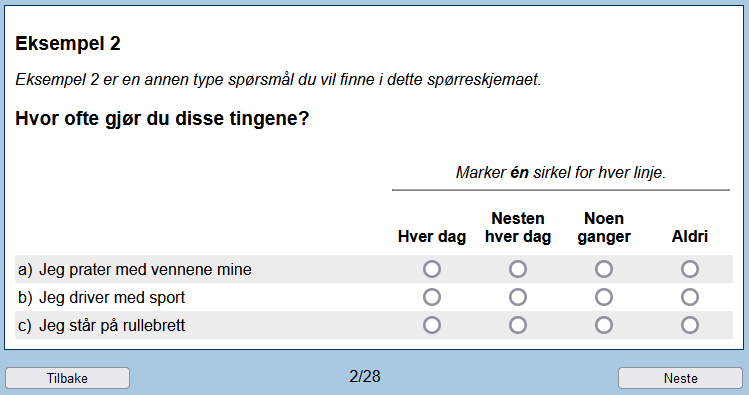 Eksempel 2
Eksempel 2 er en annen type spørsmål du vil finne i dette spørreskjemaet.
Hvor ofte gjør du disse tingene?
Marker én sirkel for hver linje.
Hver dag
Nesten hver dag
Noen ganger
Aldri
a) Jeg prater med vennene mine
b) Jeg driver med sport
c) Jeg står på rullebrett
Tilbake
2/28
Neste